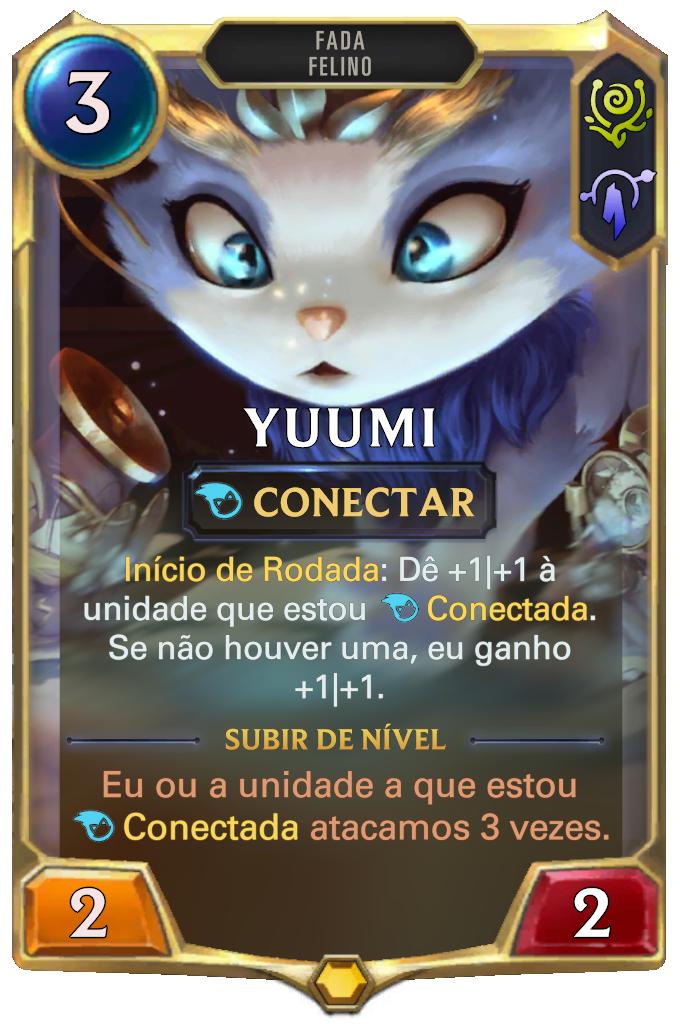 FADA
FELINO
3
YUUMI
CONECTAR
Início de Rodada: Dê +1|+1 à
unidade que estou Conectada.
Se não houver uma, eu ganho
+1|+1.
SUBIR DE NÍVEL
Eu ou a unidade a que estou
Conectada atacamos 3 vezes.
2
2